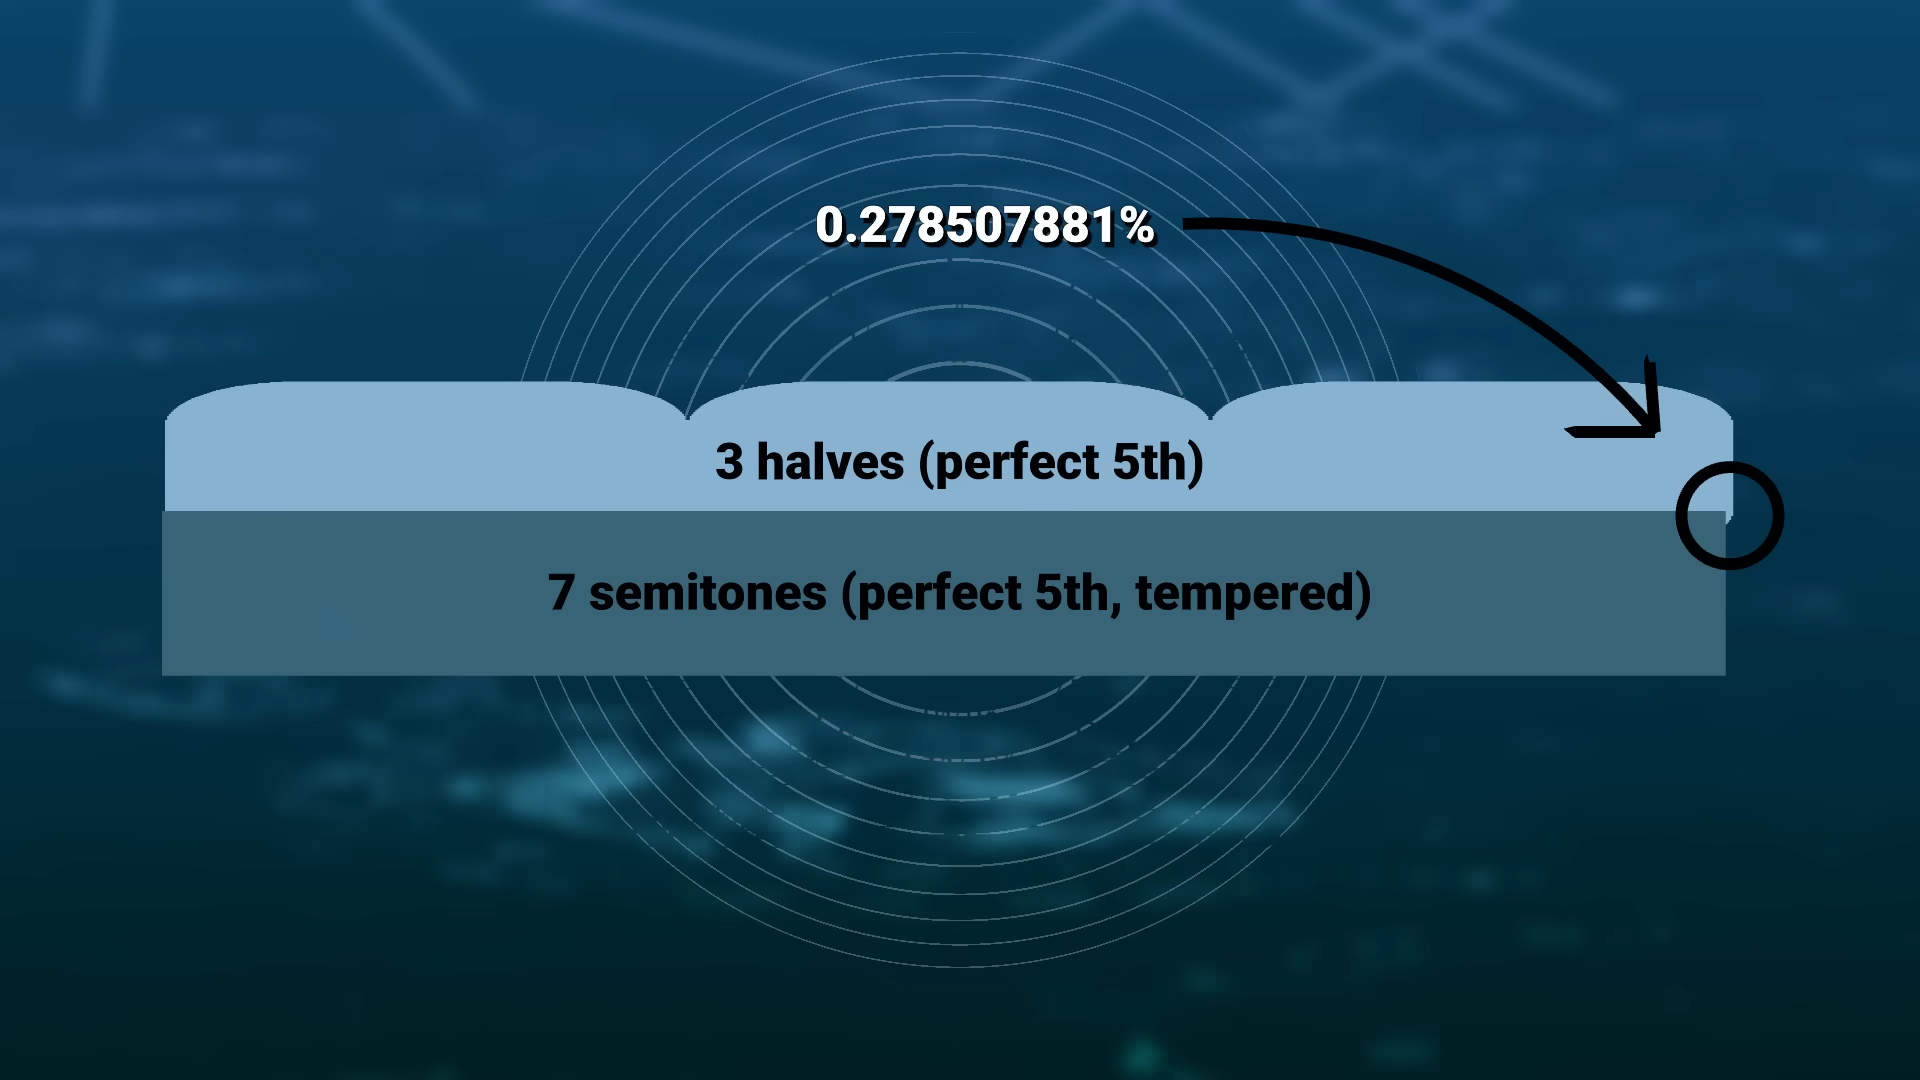 0.278507881%
3 halves (perfect 5th)
7 semitones (perfect 5th, tempered)